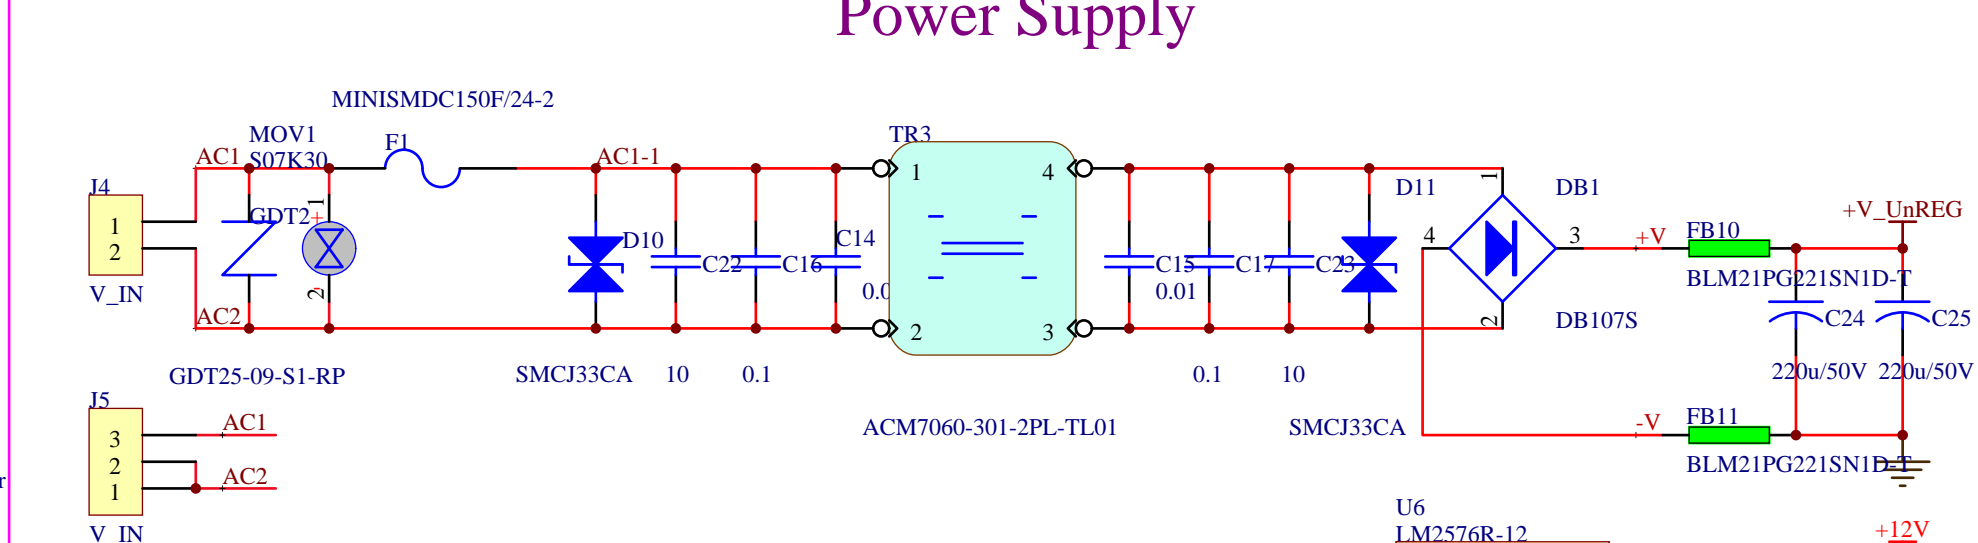 Power Supply
MINISMDC150F/24-2
MOV1
S07K30
F1
AC1
AC1-1
TR3
J4
1
2
V_IN
GDT2
+
1
2
-
AC2
GDT25-09-S1-RP
D10
SMCJ33CA
C22
10
C16
0.1
C14
0.0
1
4
2
3
ACM7060-301-2PL-TL01
C15
0.01
C17
0.1
C23
10
D11
SMCJ33CA
DB1
1
4
3
2
DB107S
+V
FB10
BLM21PG221SN1D-T
+V_UnREG
C24
220u/50V
C25
220u/50V
-V
FB11
BLM21PG221SN1D-T
J5
3
2
1
AC1
AC2
V_IN
r
U6
LM2576R-12
+12V